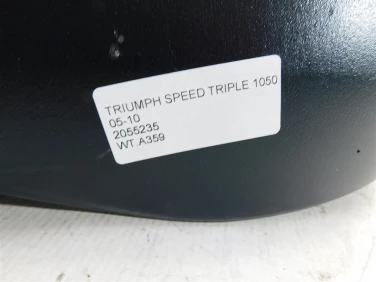 TRIUMPH SPEED TRIPLE 1050
05-10
2055235
WT A359